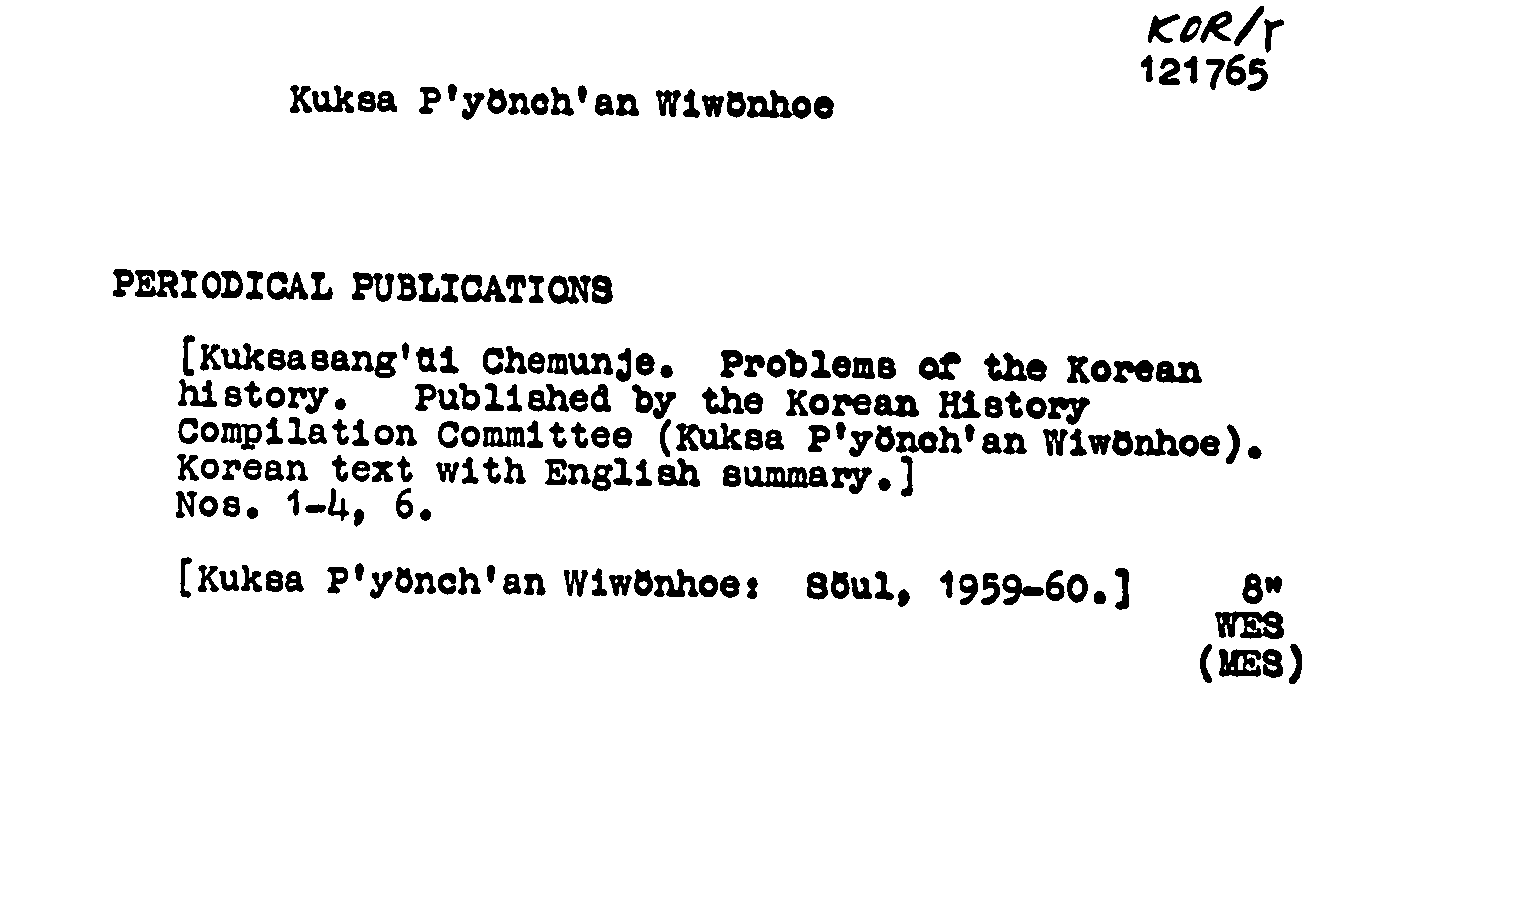 KOR/r
121765
Kuksa P'yŏnch'an Wiwŏnhoe
PERIODICAL PUBLICATIONS
[Kuksasang'ŭi Chemunje. Problems of the Korean
history. Published by the Korean History
Compilation Committee (Kuksa P'yŏnch'an Wiwŏnhoe).
Korean text with English summary.]
Nos. 1-4, 6.
[Kuksa P'yŏnch'an Wiwŏnhoe: Sŏul, 1959-60.] 8"
WES
(MES)